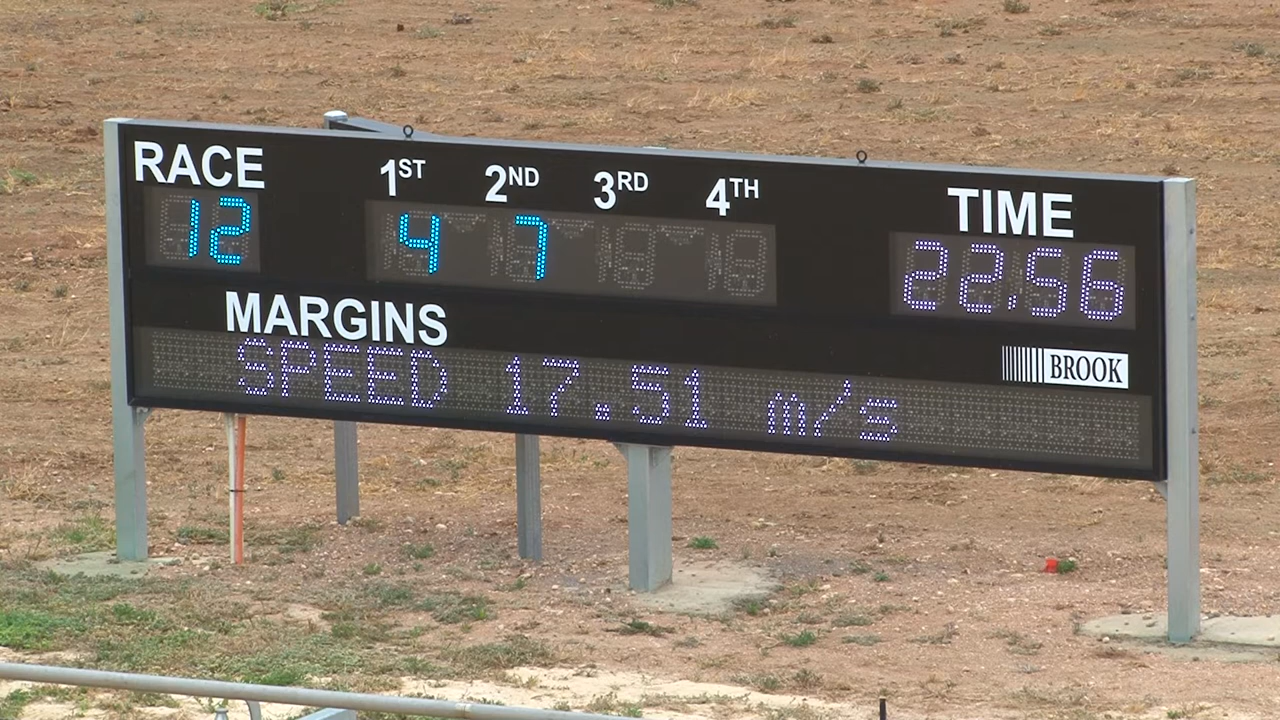 RACE 1ST 2ND 3RD 4TH TIME
12 4 7 22.56
MARGINS BROOK
SPEED 17.51 m/s